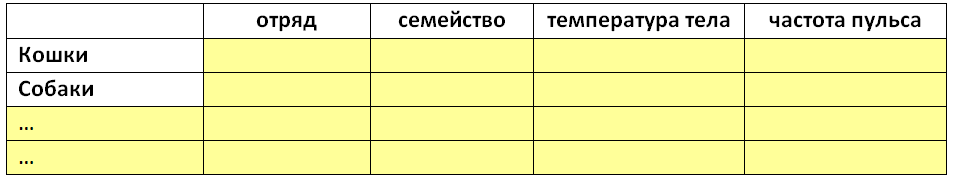 отряд семейство температура тела частота пульса
Кошки
Собаки
...
...